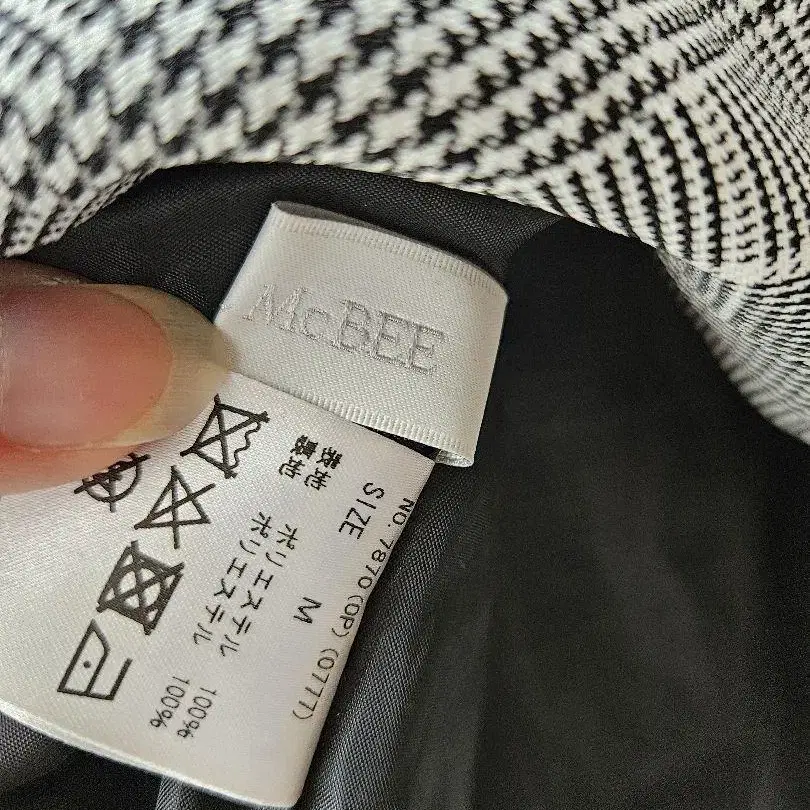 McBEE
NO. 7870(OP)(0777)
SIZE M
表地 ポリエステル 100%
裏地 ポリエステル 100%